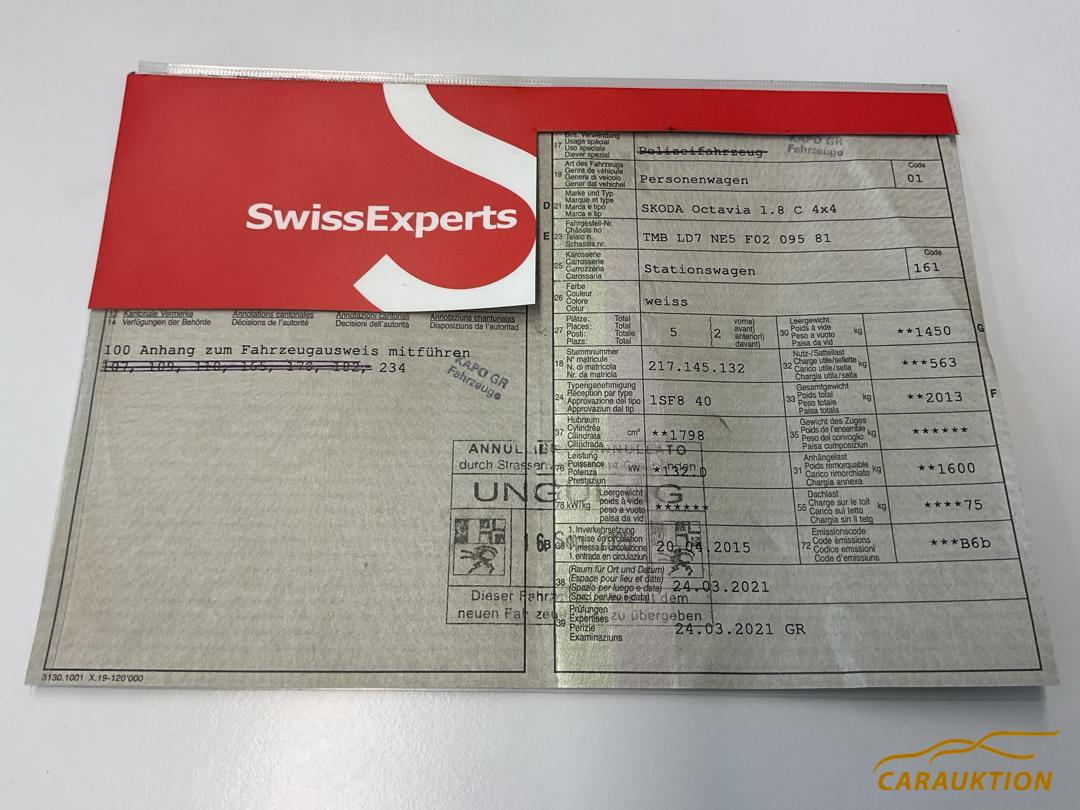 SwissExperts
13 Kantonale Vermerke Annotations cantonales Annotazioni cantonali Annotaziuns chantunalas
14 Verfügungen der Behörde Décisions de l'autorité Decisioni dell'autorità Disposiziuns da l'autoritad
100 Anhang zum Fahrzeugausweis mitführen
234
KAPO GR
Fahrzeuge
17 Bes. Verwendung
Usage spécial
Uso speciale
Diever spezial
Polizeifahrzeug
KAPO GR
Fahrzeuge
19 Art des Fahrzeugs
Genre de véhicule
Genere di veicolo
Gener dal vehichel
Personenwagen
Code
01
D 21 Marke und Typ
Marque et type
Marca e tipo
Marca e tip
SKODA Octavia 1.8 C 4x4
E 23 Fahrgestell-Nr.
Châssis no
Telaio n.
Schassis nr.
TMB LD7 NE5 F02 095 81
25 Karosserie
Carrosserie
Carrozzeria
Carossaria
Stationswagen
Code
161
26 Farbe
Couleur
Colore
Colur
weiss
27 Plätze: Total
Places: Total
Posti: Totale
Plazs: Total
5
(2 vorne)
avant)
anteriori)
davant)
30 Leergewicht
Poids à vide
Peso a vuoto
Paisa da vid
kg
**1450
G
18 Stammnummer
N° matricule
N. di matricola
Nr. da matricla
217.145.132
32 Nutz-/Sattellast
Charge utile/sellette
Carico utile/sella
Chargia utila/sella
kg
***563
24 Typengenehmigung
Réception par type
Approvazione del tipo
Approvaziun dal tip
1SF8 40
33 Gesamtgewicht
Poids total
Peso totale
Paisa totala
kg
**2013
F
37 Hubraum
Cylindrée
Cilindrata
Cilindrada
cm³
**1798
35 Gewicht des Zuges
Poids de l'ensemble
Peso del convoglio
Paisa cumposiziun
kg
******
76 Leistung
Puissance
Potenza
Prestaziun
kW
31 Anhängelast
Poids remorquable
Carico rimorchiato
Chargia annexa
kg
**1600
78 kW/kg
Leergewicht
poids à vuote
peso a vuoto
paisa da vid
******
55 Dachlast
Charge sur le toit
Carico sul tetto
Chargia sin il tetg
kg
****75
B 36 1. Inverkehrsetzung
1. mise en circulation
1. messa in circolazione
1. entrada en circulaziun
20.04.2015
72 Emissionscode
Code émissions
Codice emissioni
Code d'emissiuns
***B6b
38 (Raum für Ort und Datum)
(Espace pour lieu et date)
(Spazio per luogo e data)
(Spazi per lieu e data)
24.03.2021
39 Prüfungen
Expertises
Perizie
Examinaziuns
24.03.2021 GR
durch Strassen
UNGÜLTIG
Dieser Fahrz
dem
neuen Fah
zu übergeben
3130.1001 X.19-120'000
CARAUKTION